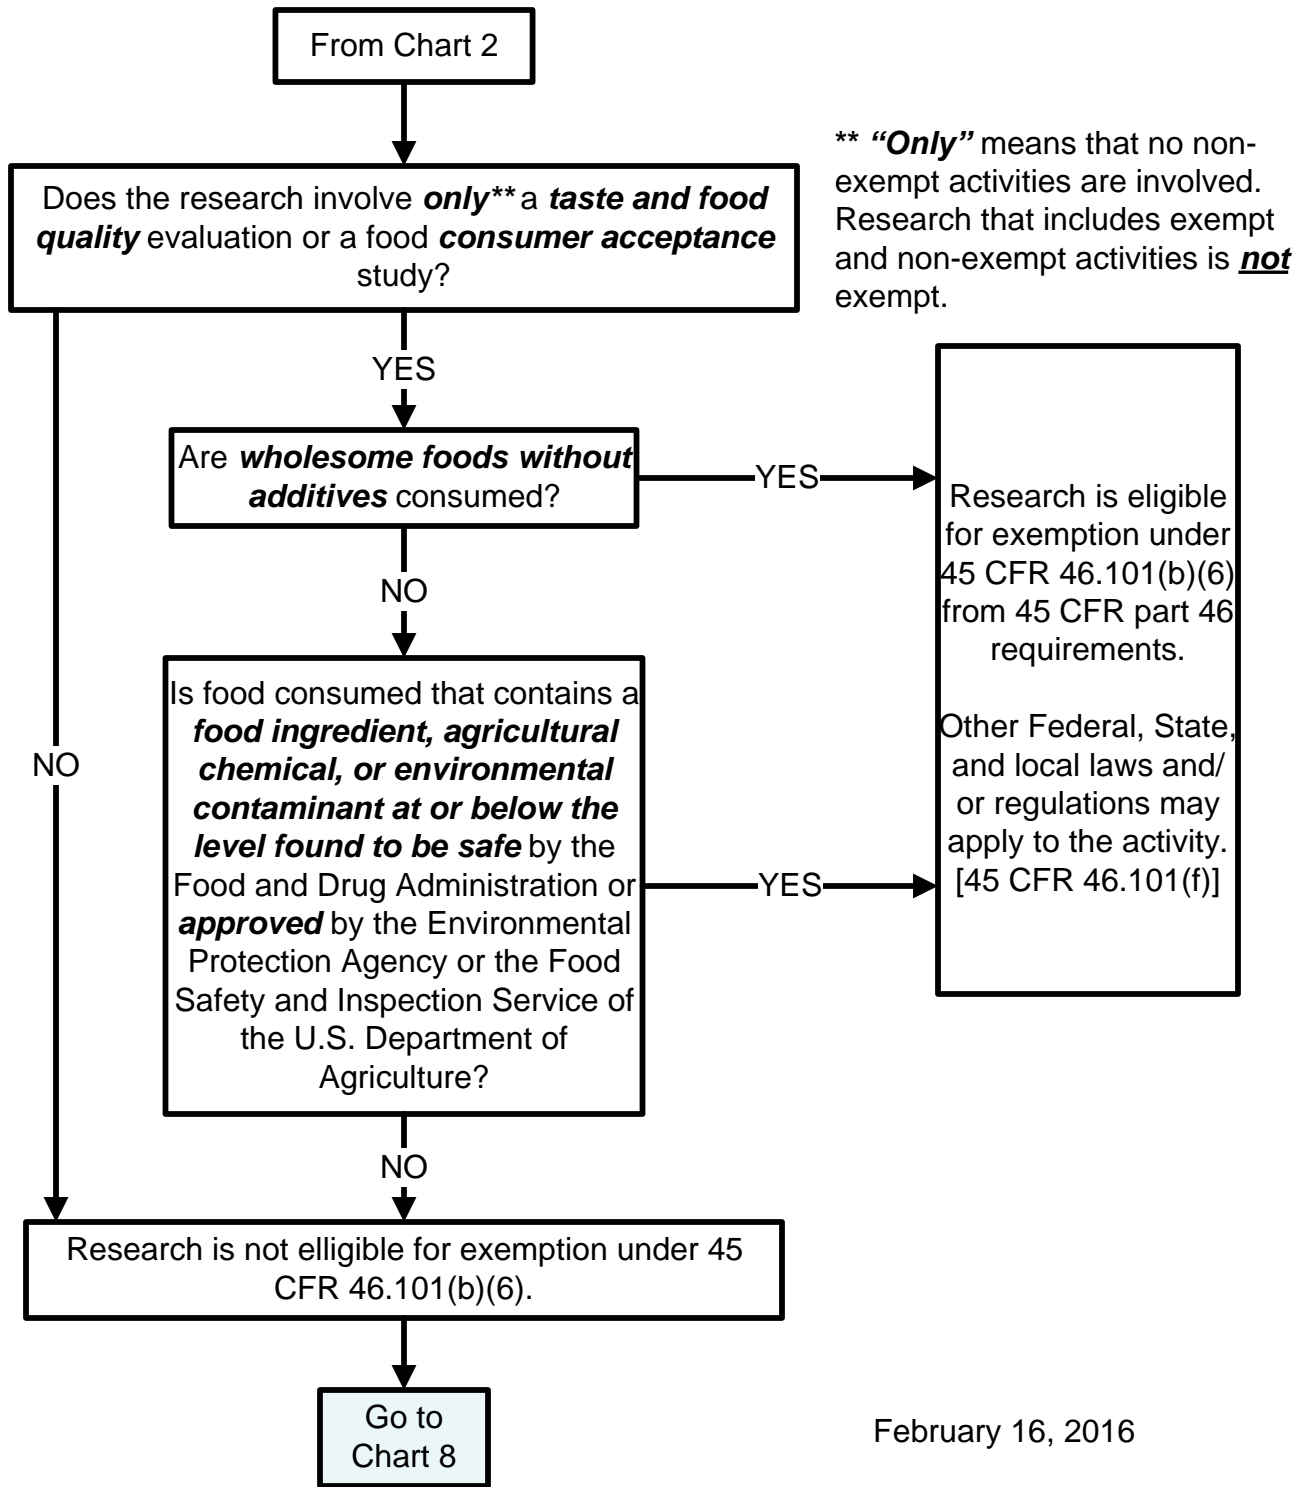 From Chart 2
Does the research involve only** a taste and food
quality evaluation or a food consumer acceptance
study?
** “Only” means that no non-
exempt activities are involved.
Research that includes exempt
and non-exempt activities is not
exempt.
YES
Are wholesome foods without
additives consumed?
YES
NO
Is food consumed that contains a
food ingredient, agricultural
chemical, or environmental
contaminant at or below the
level found to be safe by the
Food and Drug Administration or
approved by the Environmental
Protection Agency or the Food
Safety and Inspection Service of
the U.S. Department of
Agriculture?
YES
Research is eligible
for exemption under
45 CFR 46.101(b)(6)
from 45 CFR part 46
requirements.
Other Federal, State,
and local laws and/
or regulations may
apply to the activity.
[45 CFR 46.101(f)]
NO
NO
Research is not elligible for exemption under 45
CFR 46.101(b)(6).
Go to
Chart 8
February 16, 2016